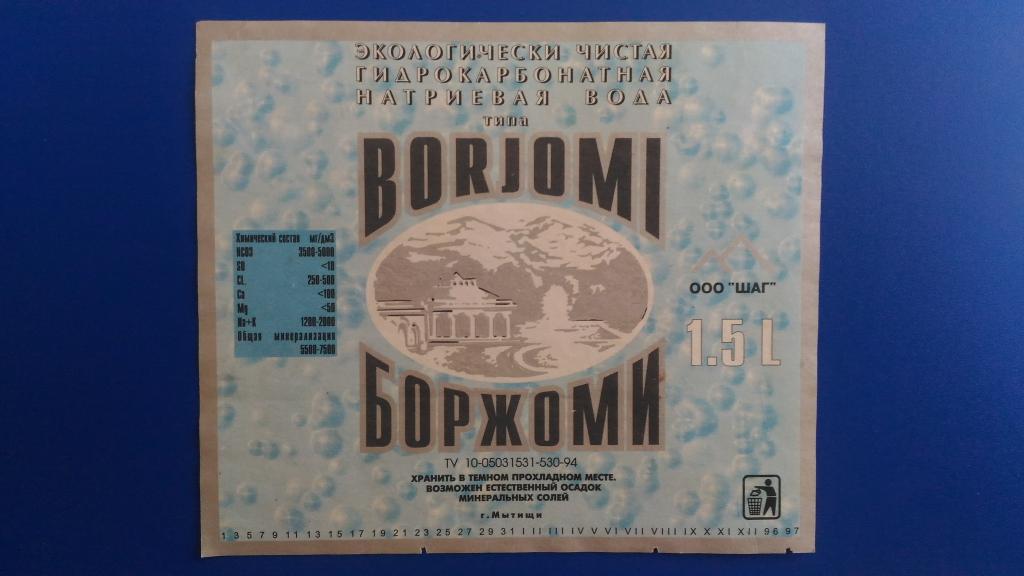 ЭКОЛОГИЧЕСКИ ЧИСТАЯ
ГИДРОКАРБОНАТНАЯ
НАТРИЕВАЯ ВОДА
типа
BORJOMI
Химический состав мг/дм3
HCO3 3500-5000
SO <10
CL 250-500
Ca <100
Mg <50
Na+K 1200-2000
Общая минерализация
5500-7500
ООО "ШАГ"
1.5 L
БОРЖОМИ
TV 10-05031531-530-94
ХРАНИТЬ В ТЕМНОМ ПРОХЛАДНОМ МЕСТЕ.
ВОЗМОЖЕН ЕСТЕСТВЕННЫЙ ОСАДОК
МИНЕРАЛЬНЫХ СОЛЕЙ
г. Мытищи
1 3 5 7 9 11 13 15 17 19 21 23 25 27 29 31 I II III IV V VI VII VIII IX X XI XII 96 97